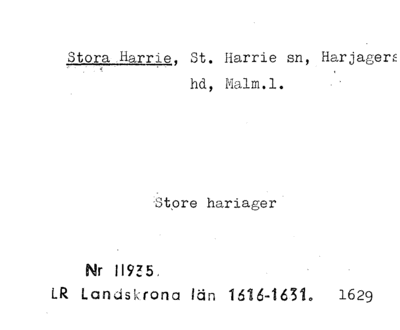 Stora Harrie, St. Harrie sn, Harjagers
hd, Malm.l.
Store hariager
Nr 11935.
LR Landskrona län 1616-1631. 1629